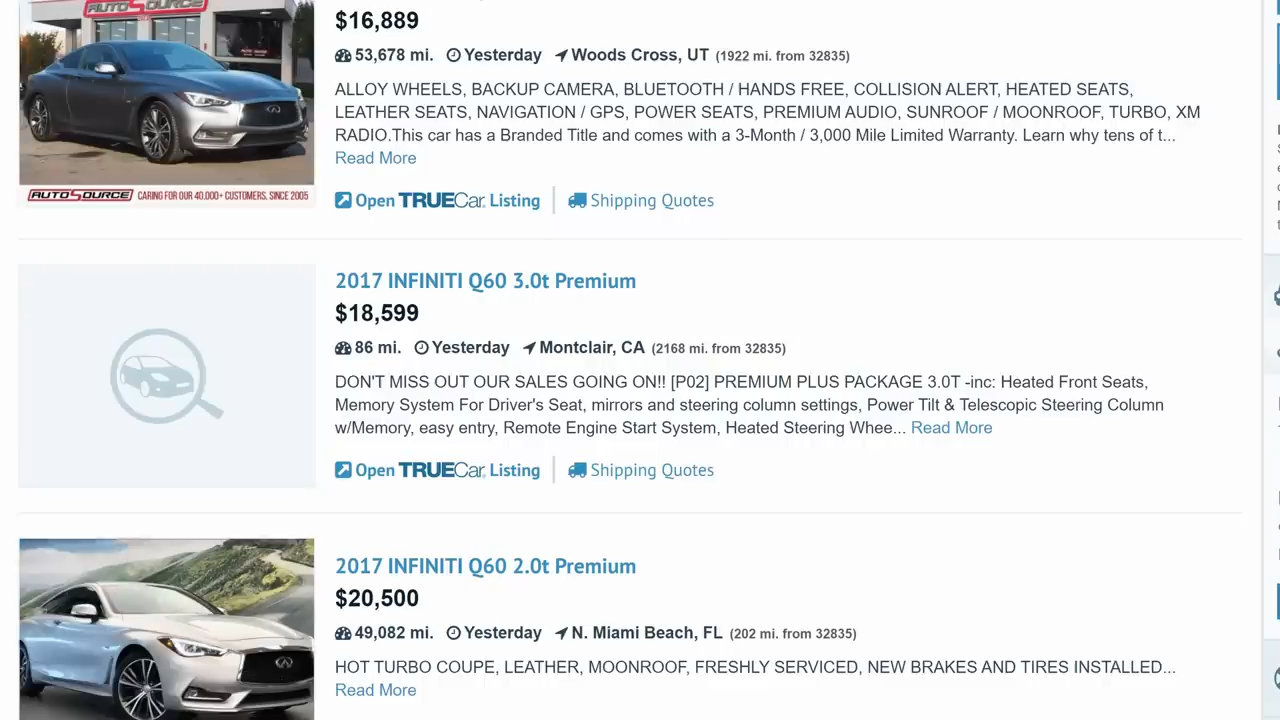 AUTOSOURCE
$16,889
53,678 mi. Yesterday Woods Cross, UT (1922 mi. from 32835)
ALLOY WHEELS, BACKUP CAMERA, BLUETOOTH / HANDS FREE, COLLISION ALERT, HEATED SEATS,
LEATHER SEATS, NAVIGATION / GPS, POWER SEATS, PREMIUM AUDIO, SUNROOF / MOONROOF, TURBO, XM
RADIO.This car has a Branded Title and comes with a 3-Month / 3,000 Mile Limited Warranty. Learn why tens of t...
Read More
AUTOSOURCE CARING FOR OUR 40,000+ CUSTOMERS, SINCE 2005
Open TRUECar. Listing Shipping Quotes
2017 INFINITI Q60 3.0t Premium
$18,599
86 mi. Yesterday Montclair, CA (2168 mi. from 32835)
DON'T MISS OUT OUR SALES GOING ON!! [P02] PREMIUM PLUS PACKAGE 3.0T -inc: Heated Front Seats,
Memory System For Driver's Seat, mirrors and steering column settings, Power Tilt & Telescopic Steering Column
w/Memory, easy entry, Remote Engine Start System, Heated Steering Whee... Read More
Open TRUECar. Listing Shipping Quotes
2017 INFINITI Q60 2.0t Premium
$20,500
49,082 mi. Yesterday N. Miami Beach, FL (202 mi. from 32835)
HOT TURBO COUPE, LEATHER, MOONROOF, FRESHLY SERVICED, NEW BRAKES AND TIRES INSTALLED...
Read More